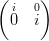 ( i 0 )
( 0 i )